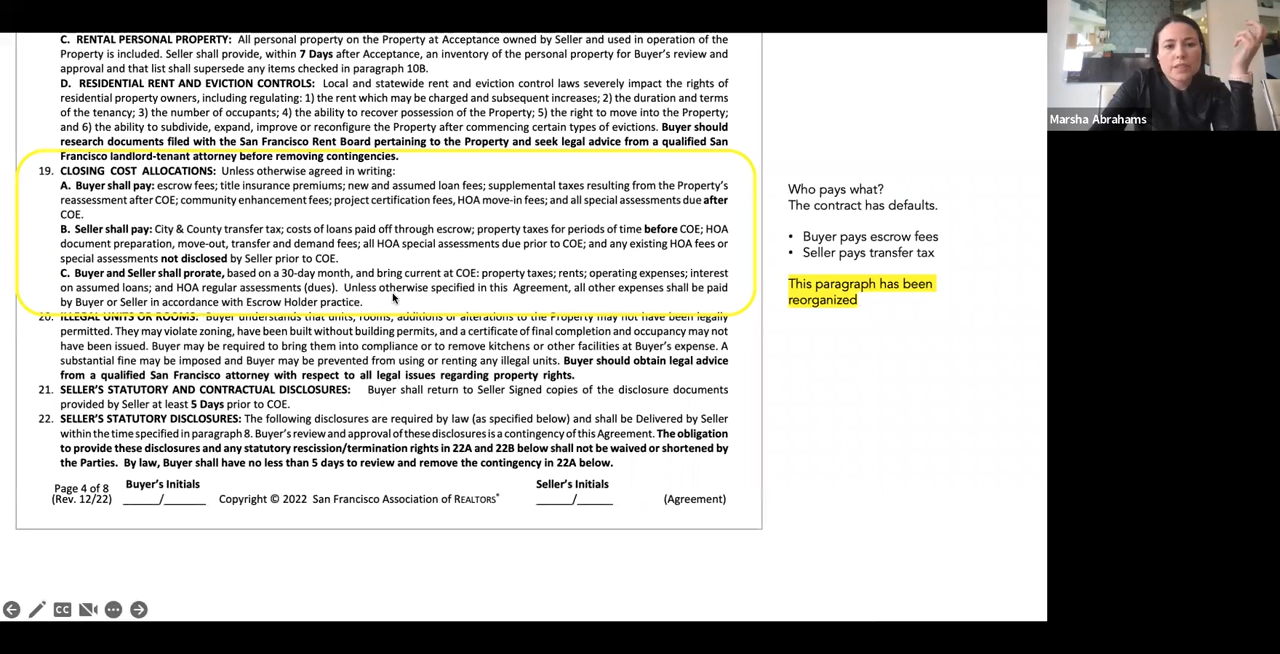 C. RENTAL PERSONAL PROPERTY: All personal property on the Property at Acceptance owned by Seller and used in operation of the
Property is included. Seller shall provide, within 7 Days after Acceptance, an inventory of the personal property for Buyer's review and
approval and that list shall supersede any items checked in paragraph 10B.
D. RESIDENTIAL RENT AND EVICTION CONTROLS: Local and statewide rent and eviction control laws severely impact the rights of
residential property owners, including regulating: 1) the rent which may be charged and subsequent increases; 2) the duration and terms
of the tenancy; 3) the number of occupants; 4) the ability to recover possession of the Property; 5) the right to move into the Property;
and 6) the ability to subdivide, expand, improve or reconfigure the Property after commencing certain types of evictions. Buyer should
research documents filed with the San Francisco Rent Board pertaining to the Property and seek legal advice from a qualified San
Francisco landlord-tenant attorney before removing contingencies.
19. CLOSING COST ALLOCATIONS: Unless otherwise agreed in writing:
A. Buyer shall pay: escrow fees; title insurance premiums; new and assumed loan fees; supplemental taxes resulting from the Property's
reassessment after COE; community enhancement fees; project certification fees, HOA move-in fees; and all special assessments due after
COE.
B. Seller shall pay: City & County transfer tax; costs of loans paid off through escrow; property taxes for periods of time before COE; HOA
document preparation, move-out, transfer and demand fees; all HOA special assessments due prior to COE; and any existing HOA fees or
special assessments not disclosed by Seller prior to COE.
C. Buyer and Seller shall prorate, based on a 30-day month, and bring current at COE: property taxes; rents; operating expenses; interest
on assumed loans; and HOA regular assessments (dues). Unless otherwise specified in this Agreement, all other expenses shall be paid
by Buyer or Seller in accordance with Escrow Holder practice.
20. ILLEGAL UNITS OR ROOMS: Buyer understands that units, rooms, additions or alterations to the Property may not have been legally
permitted. They may violate zoning, have been built without building permits, and a certificate of final completion and occupancy may not
have been issued. Buyer may be required to bring them into compliance or to remove kitchens or other facilities at Buyer's expense. A
substantial fine may be imposed and Buyer may be prevented from using or renting any illegal units. Buyer should obtain legal advice
from a qualified San Francisco attorney with respect to all legal issues regarding property rights.
21. SELLER'S STATUTORY AND CONTRACTUAL DISCLOSURES: Buyer shall return to Seller Signed copies of the disclosure documents
provided by Seller at least 5 Days prior to COE.
22. SELLER'S STATUTORY DISCLOSURES: The following disclosures are required by law (as specified below) and shall be Delivered by Seller
within the time specified in paragraph 8. Buyer's review and approval of these disclosures is a contingency of this Agreement. The obligation
to provide these disclosures and any statutory rescission/termination rights in 22A and 22B below shall not be waived or shortened by
the Parties. By law, Buyer shall have no less than 5 days to review and remove the contingency in 22A below.
Page 4 of 8
(Rev. 12/22)
Buyer's Initials
______/______
Copyright © 2022 San Francisco Association of REALTORS®
Seller's Initials
_____/_____
(Agreement)
Who pays what?
The contract has defaults.
• Buyer pays escrow fees
• Seller pays transfer tax
This paragraph has been
reorganized
Marsha Abrahams
CC